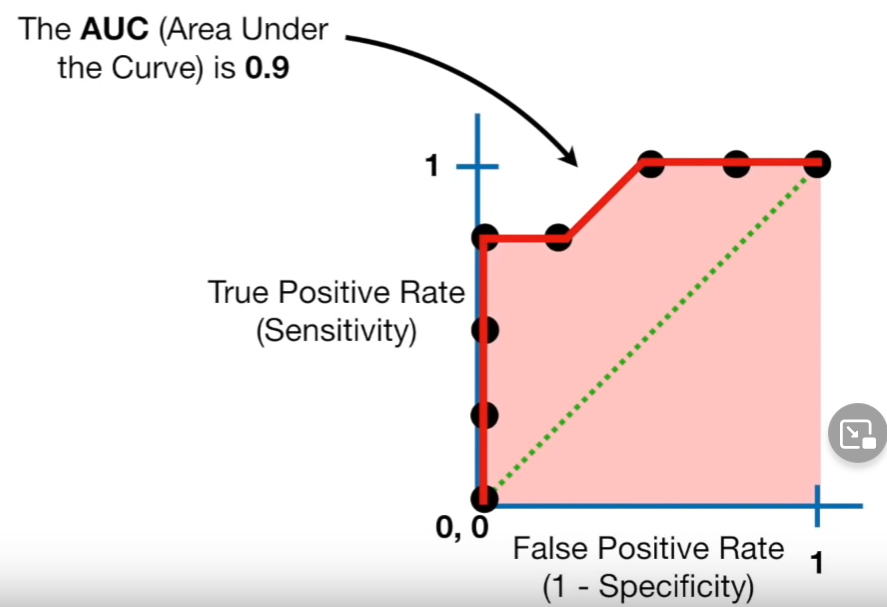 The AUC (Area Under
the Curve) is 0.9
1
True Positive Rate
(Sensitivity)
0, 0
False Positive Rate
(1 - Specificity)
1